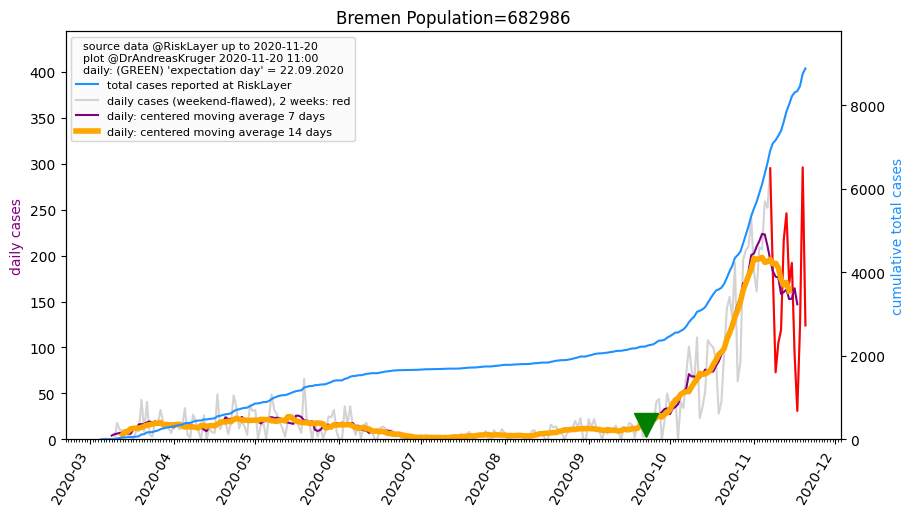 Bremen Population=682986
source data @RiskLayer up to 2020-11-20
plot @DrAndreasKruger 2020-11-20 11:00
daily: (GREEN) 'expectation day' = 22.09.2020
total cases reported at RiskLayer
daily cases (weekend-flawed), 2 weeks: red
daily: centered moving average 7 days
daily: centered moving average 14 days
daily cases
400
350
300
250
200
150
100
50
0
cumulative total cases
8000
6000
4000
2000
0
2020-03
2020-04
2020-05
2020-06
2020-07
2020-08
2020-09
2020-10
2020-11
2020-12